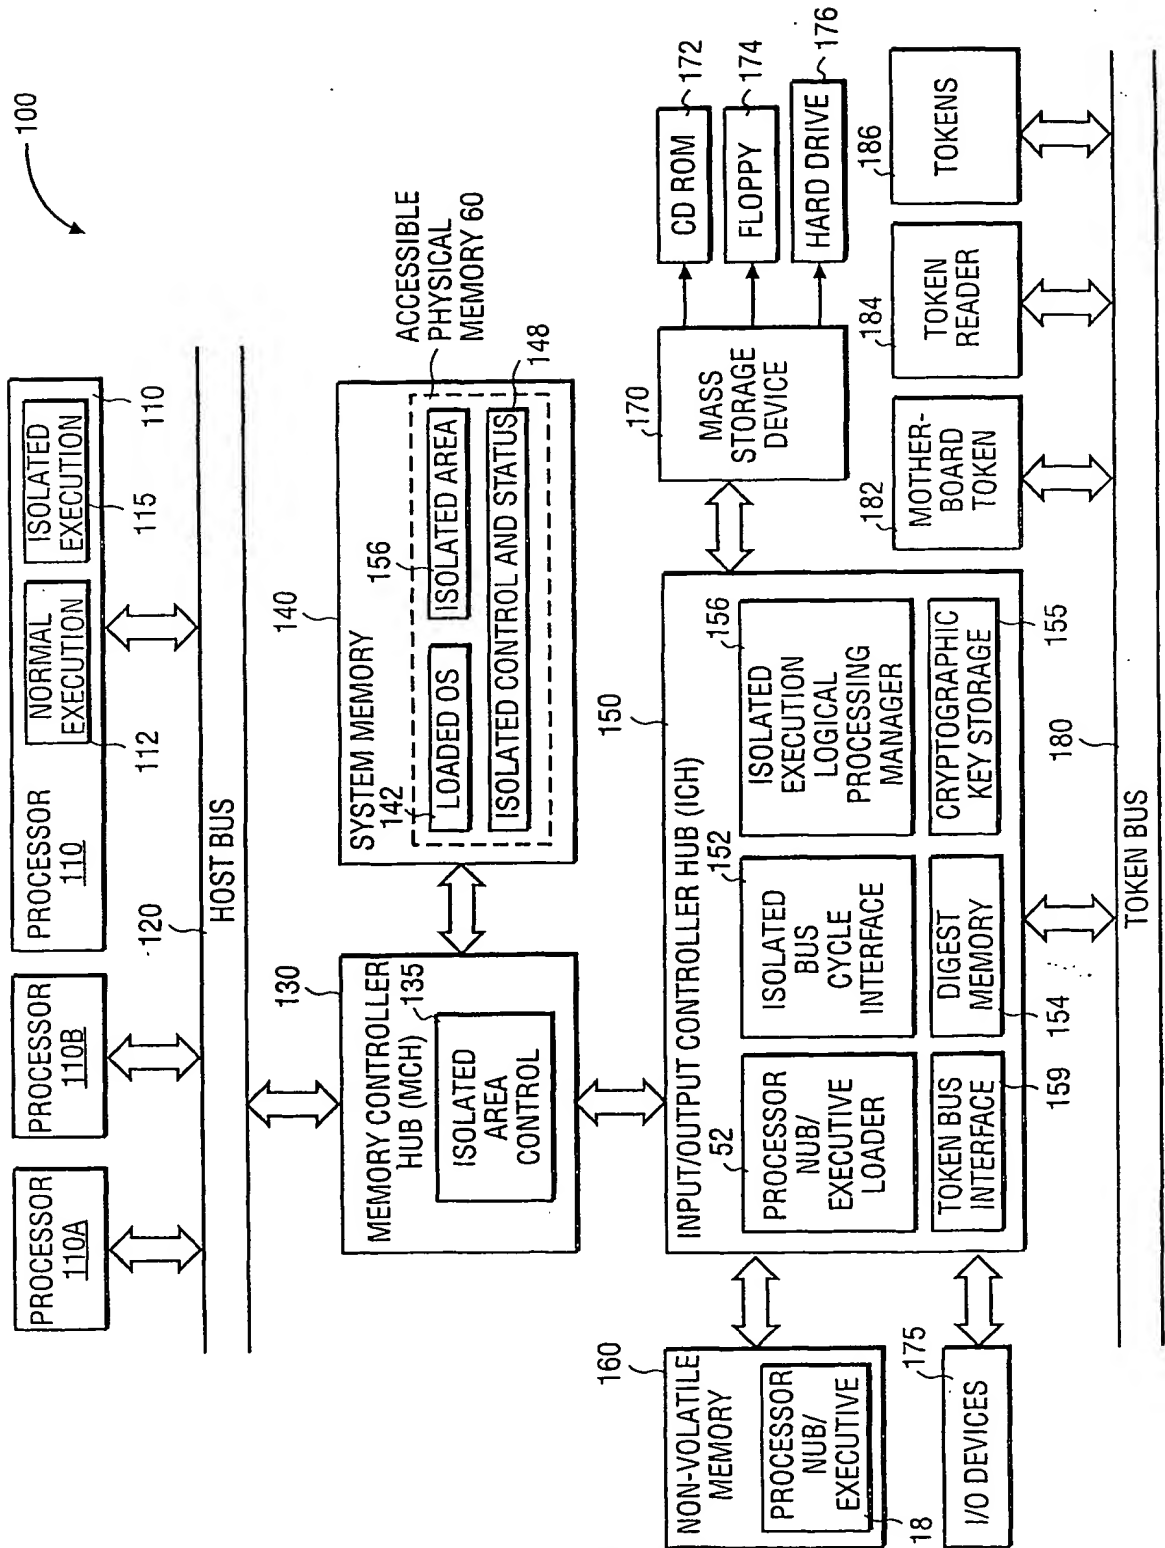 100
PROCESSOR
110A
PROCESSOR
110B
PROCESSOR
110
NORMAL
EXECUTION
112
ISOLATED
EXECUTION
115
110
120
HOST BUS
130
MEMORY CONTROLLER
HUB (MCH)
135
ISOLATED
AREA
CONTROL
140
SYSTEM MEMORY
142
LOADED OS
156
ISOLATED AREA
ISOLATED CONTROL AND STATUS
148
ACCESSIBLE
PHYSICAL
MEMORY 60
150
INPUT/OUTPUT CONTROLLER HUB (ICH)
52
PROCESSOR
NUB/
EXECUTIVE
LOADER
152
ISOLATED
BUS
CYCLE
INTERFACE
156
ISOLATED
EXECUTION
LOGICAL
PROCESSING
MANAGER
TOKEN BUS
INTERFACE
159
DIGEST
MEMORY
154
CRYPTOGRAPHIC
KEY STORAGE
155
160
NON-VOLATILE
MEMORY
PROCESSOR
NUB/
EXECUTIVE
18
175
I/O DEVICES
170
MASS
STORAGE
DEVICE
CD ROM
172
FLOPPY
174
HARD DRIVE
176
182
MOTHER-
BOARD
TOKEN
184
TOKEN
READER
186
TOKENS
180
TOKEN BUS